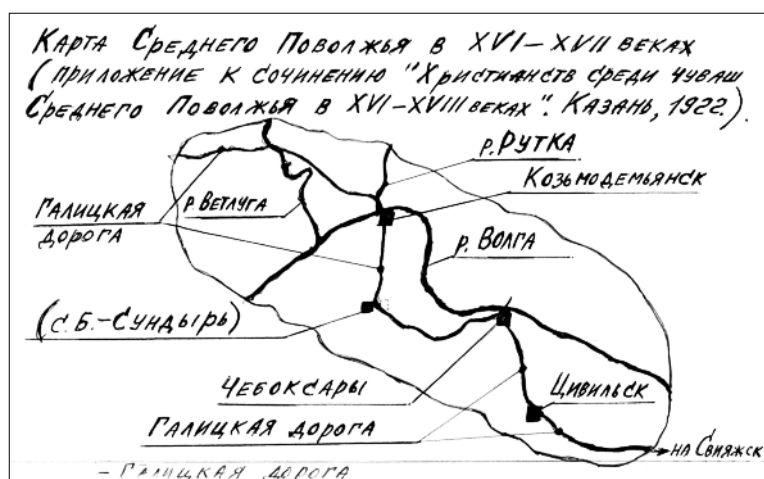 Карта Среднего Поволжья в XVI–XVII веках
(приложение к сочинению "Христианств среди чуваш
Среднего Поволжья в XVI–XVIII веках". Казань, 1922.).
р. Рутка
Козьмодемьянск
Галицкая
дорога
р. Ветлуга
р. Волга
(с. Б.–Сундырь)
Чебоксары
Цивильск
Галицкая дорога
на Свияжск
– Галицкая дорога